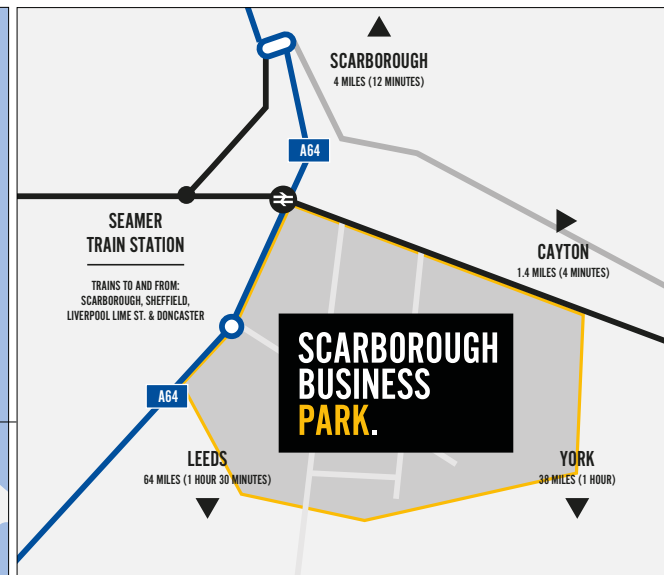 SCARBOROUGH
4 MILES (12 MINUTES)
A64
SEAMER
TRAIN STATION
TRAINS TO AND FROM:
SCARBOROUGH, SHEFFIELD,
LIVERPOOL LIME ST. & DONCASTER
CAYTON
1.4 MILES (4 MINUTES)
SCARBOROUGH
BUSINESS
PARK.
A64
LEEDS
64 MILES (1 HOUR 30 MINUTES)
YORK
38 MILES (1 HOUR)